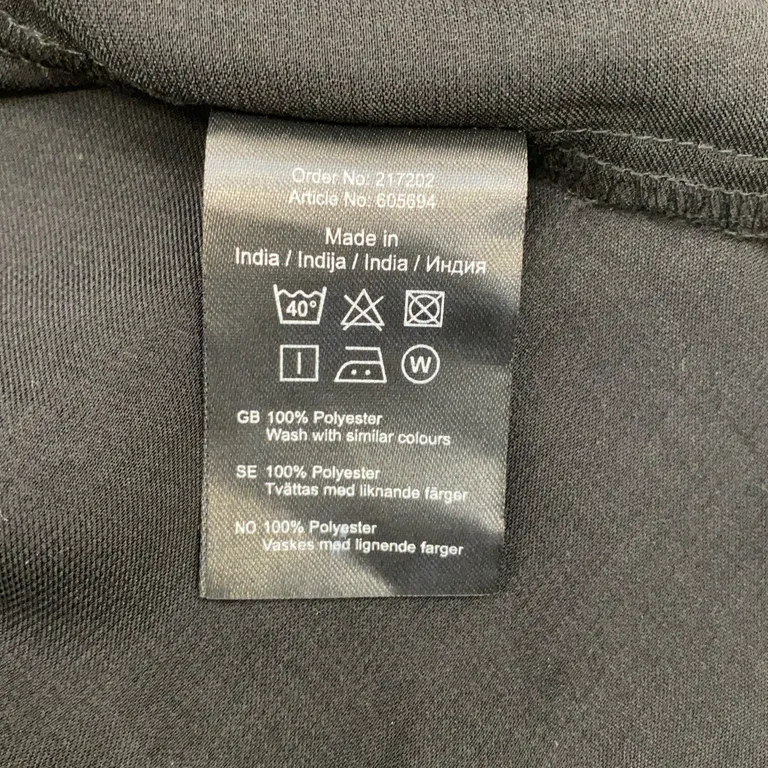 Order No: 217202
Article No: 605694
Made in
India / Indija / India / Индия
40°
W
GB 100% Polyester
Wash with similar colours
SE 100% Polyester
Tvättas med liknande färger
NO 100% Polyester
Vaskes med lignende farger